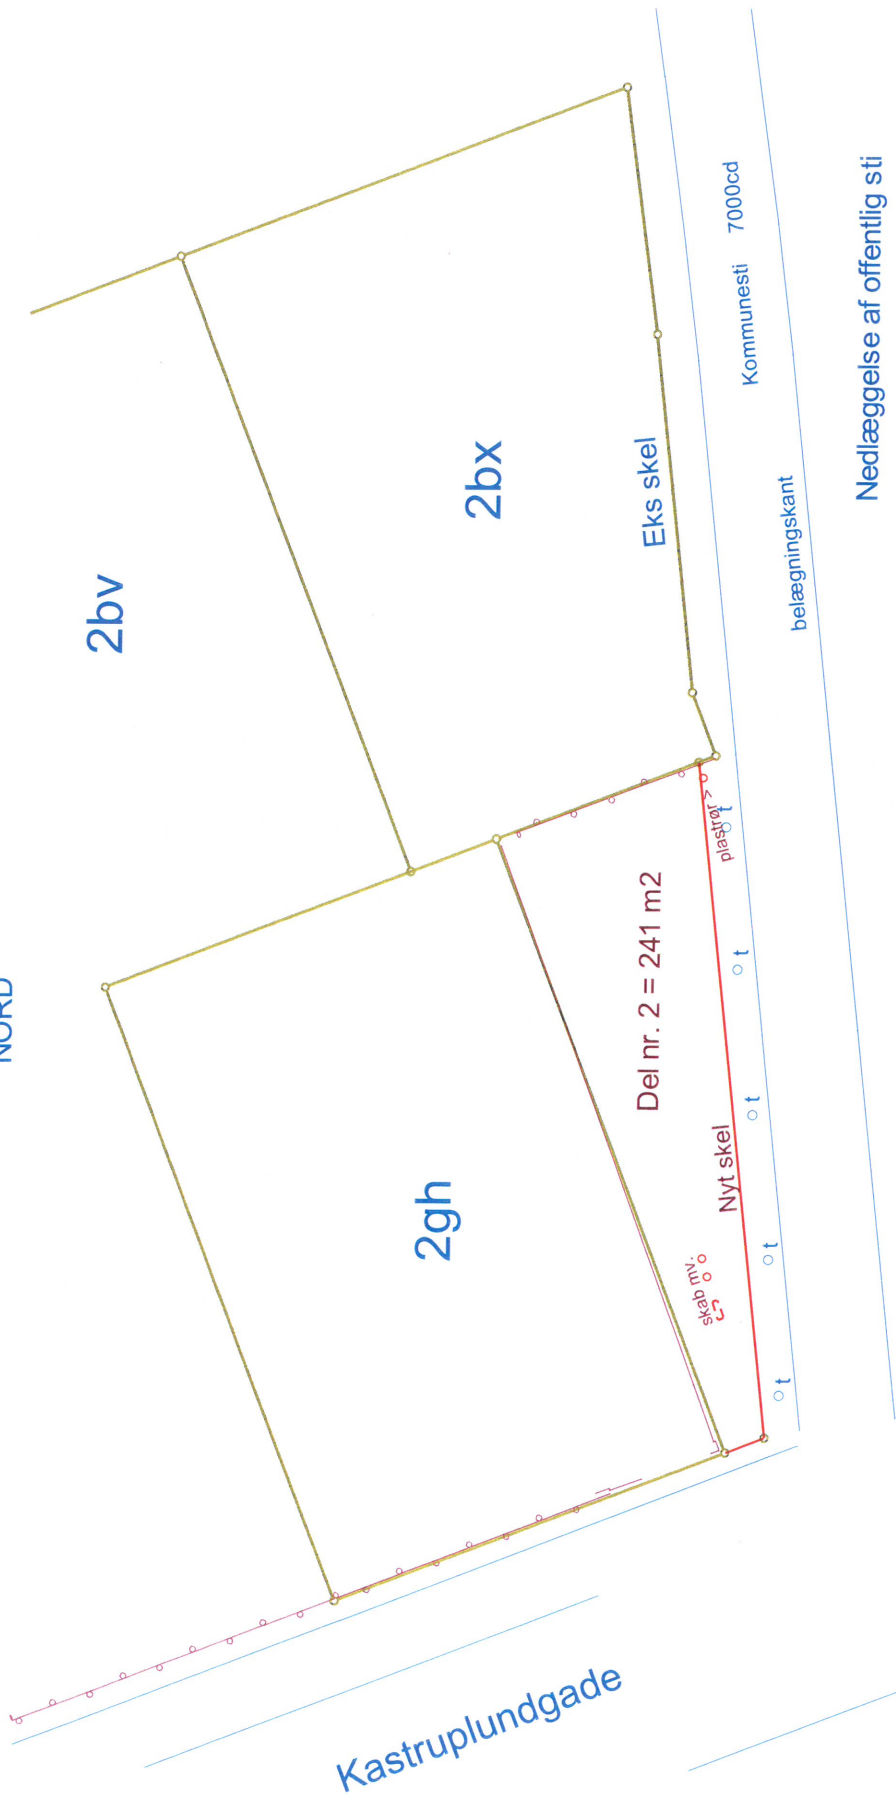 NORD
2bv
2bx
Eks skel
Kommunesti 7000cd
belægningskant
Nedlæggelse af offentlig sti
2gh
Del nr. 2 = 241 m2
Nyt skel
plastrør >
skab mv.
t
t
t
t
t
Kastruplundgade